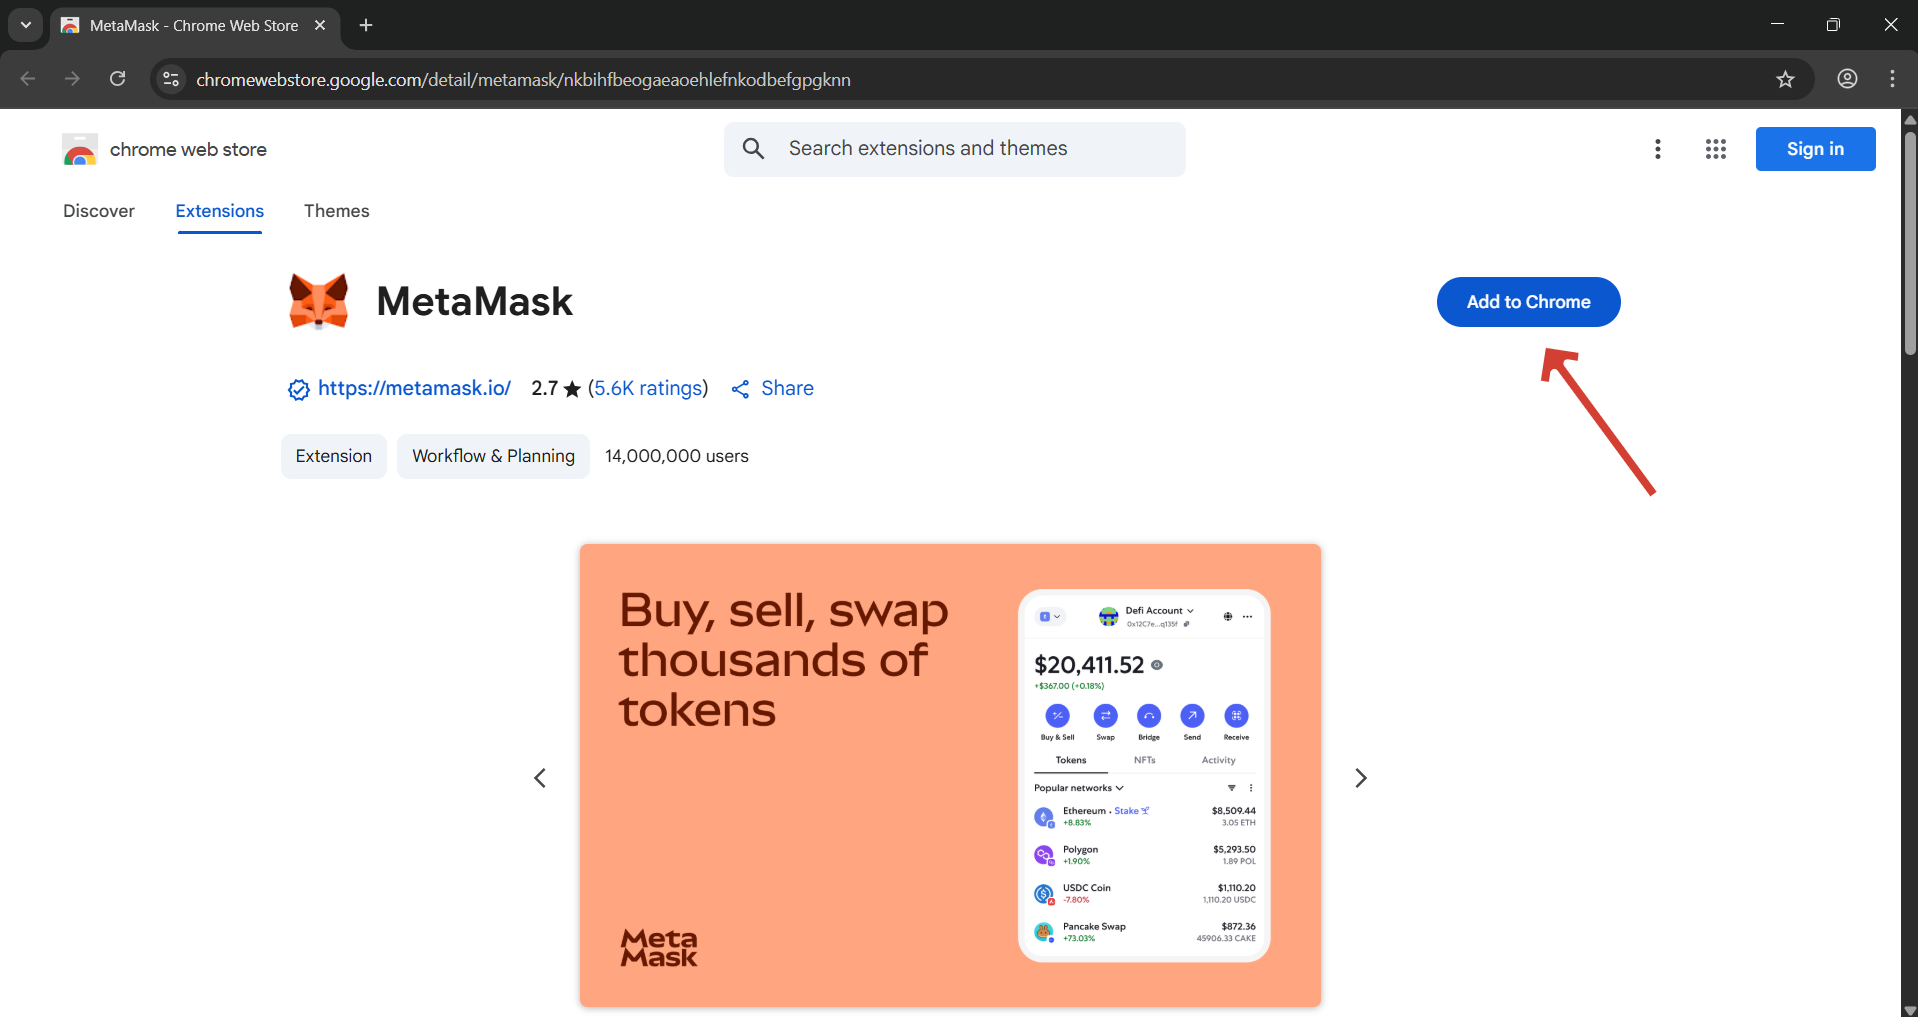 MetaMask - Chrome Web Store
chromewebstore.google.com/detail/metamask/nkbihfbeogaeaoehlefnkodbefgpgknn
chrome web store
Search extensions and themes
Sign in
Discover
Extensions
Themes
MetaMask
Add to Chrome
https://metamask.io/
2.7 ★ (5.6K ratings)
Share
Extension
Workflow & Planning
14,000,000 users
Buy, sell, swap
thousands of
tokens
Meta
Mask
Defi Account
0x12C7e...q135f
$20,411.52
+$367.00 (+0.18%)
Buy & Sell
Swap
Bridge
Send
Receive
Tokens
NFTs
Activity
Popular networks
Ethereum • Stake
$8,509.44
+8.83%
3.05 ETH
Polygon
$5,293.50
+1.90%
1.89 POL
USDC Coin
$1,110.20
-7.80%
1,110.20 USDC
Pancake Swap
$872.36
+73.03%
45906.33 CAKE